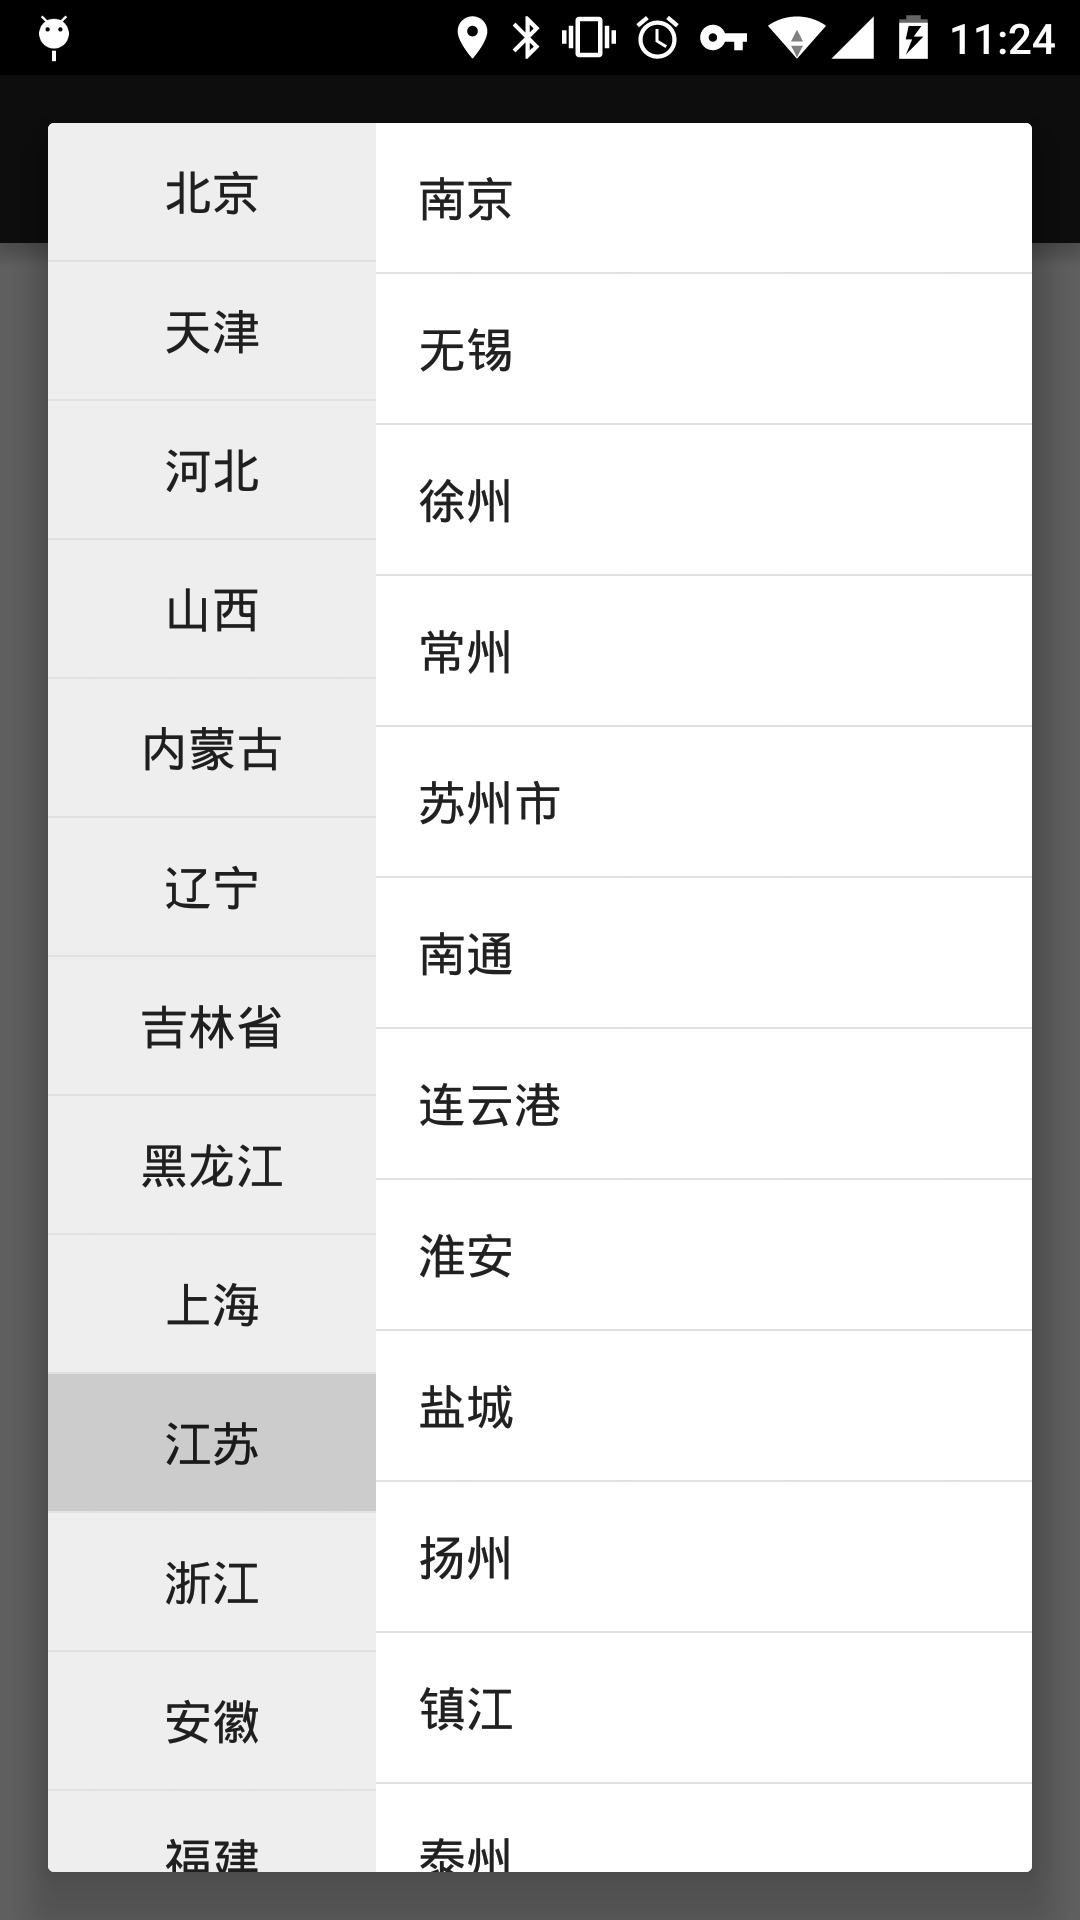 11:24
北京
天津
河北
山西
内蒙古
辽宁
吉林省
黑龙江
上海
江苏
浙江
安徽
福建
南京
无锡
徐州
常州
苏州市
南通
连云港
淮安
盐城
扬州
镇江
泰州